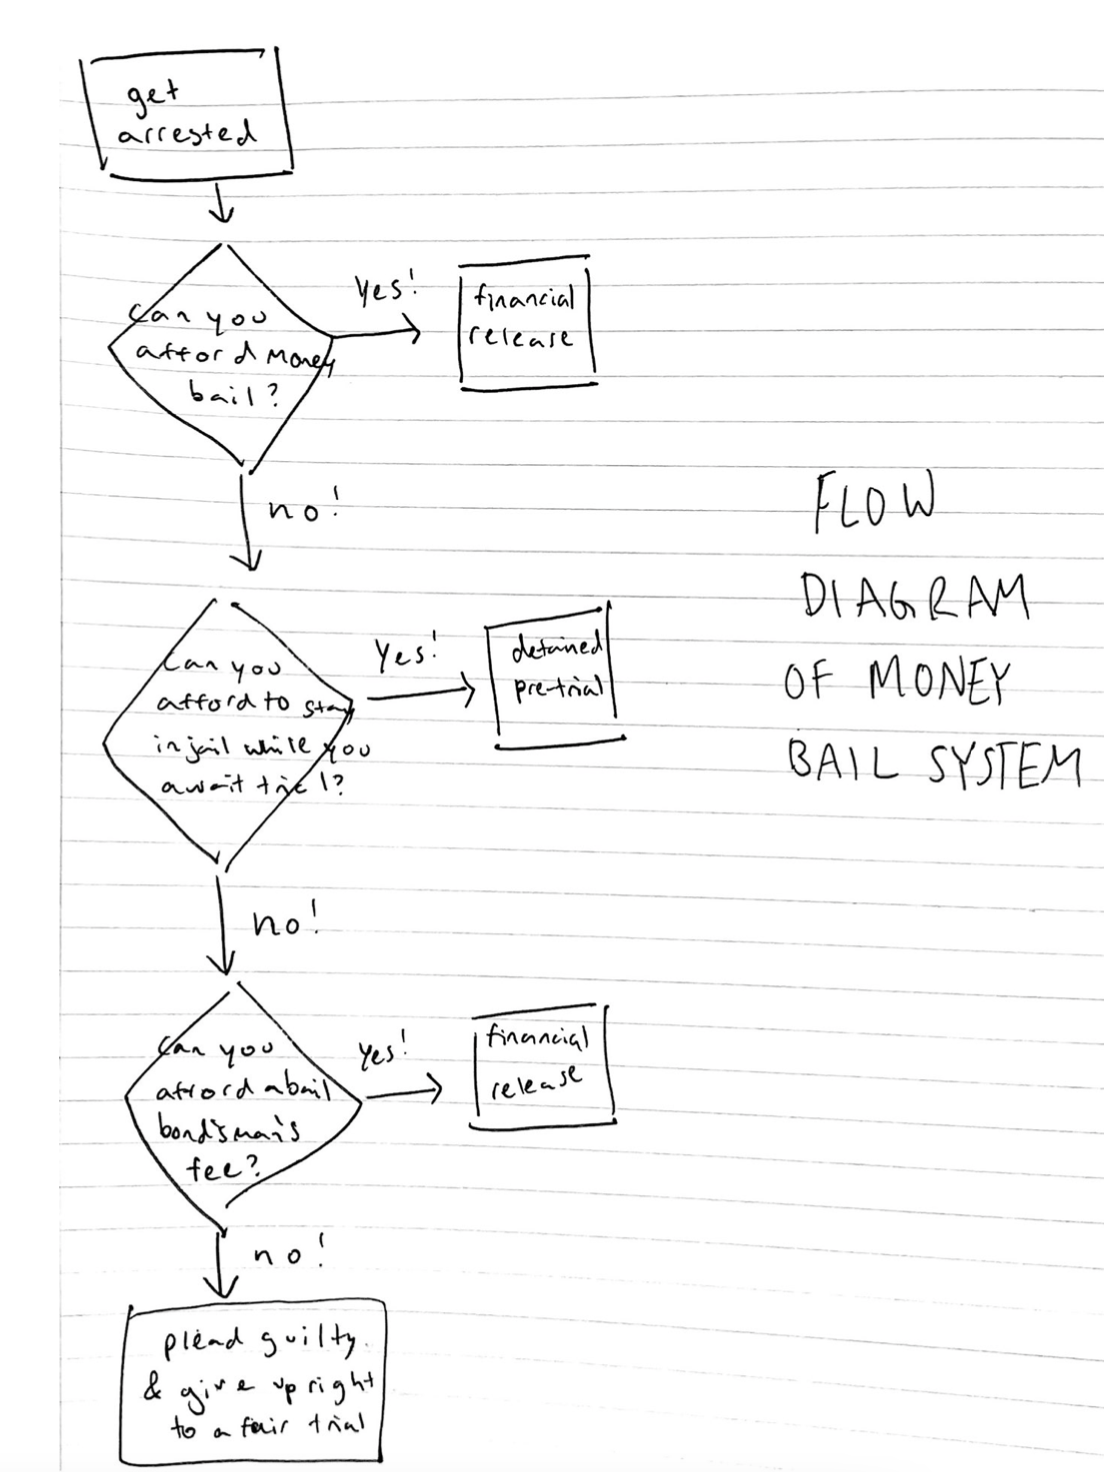 get
arrested
can you
afford money
bail?
yes!
financial
release
no!
FLOW
DIAGRAM
OF MONEY
BAIL SYSTEM
can you
afford to stay
in jail while you
await trial?
yes!
detained
pre-trial
no!
can you
afford a bail
bondsman's
fee?
yes!
financial
release
no!
plead guilty
& give up right
to a fair trial